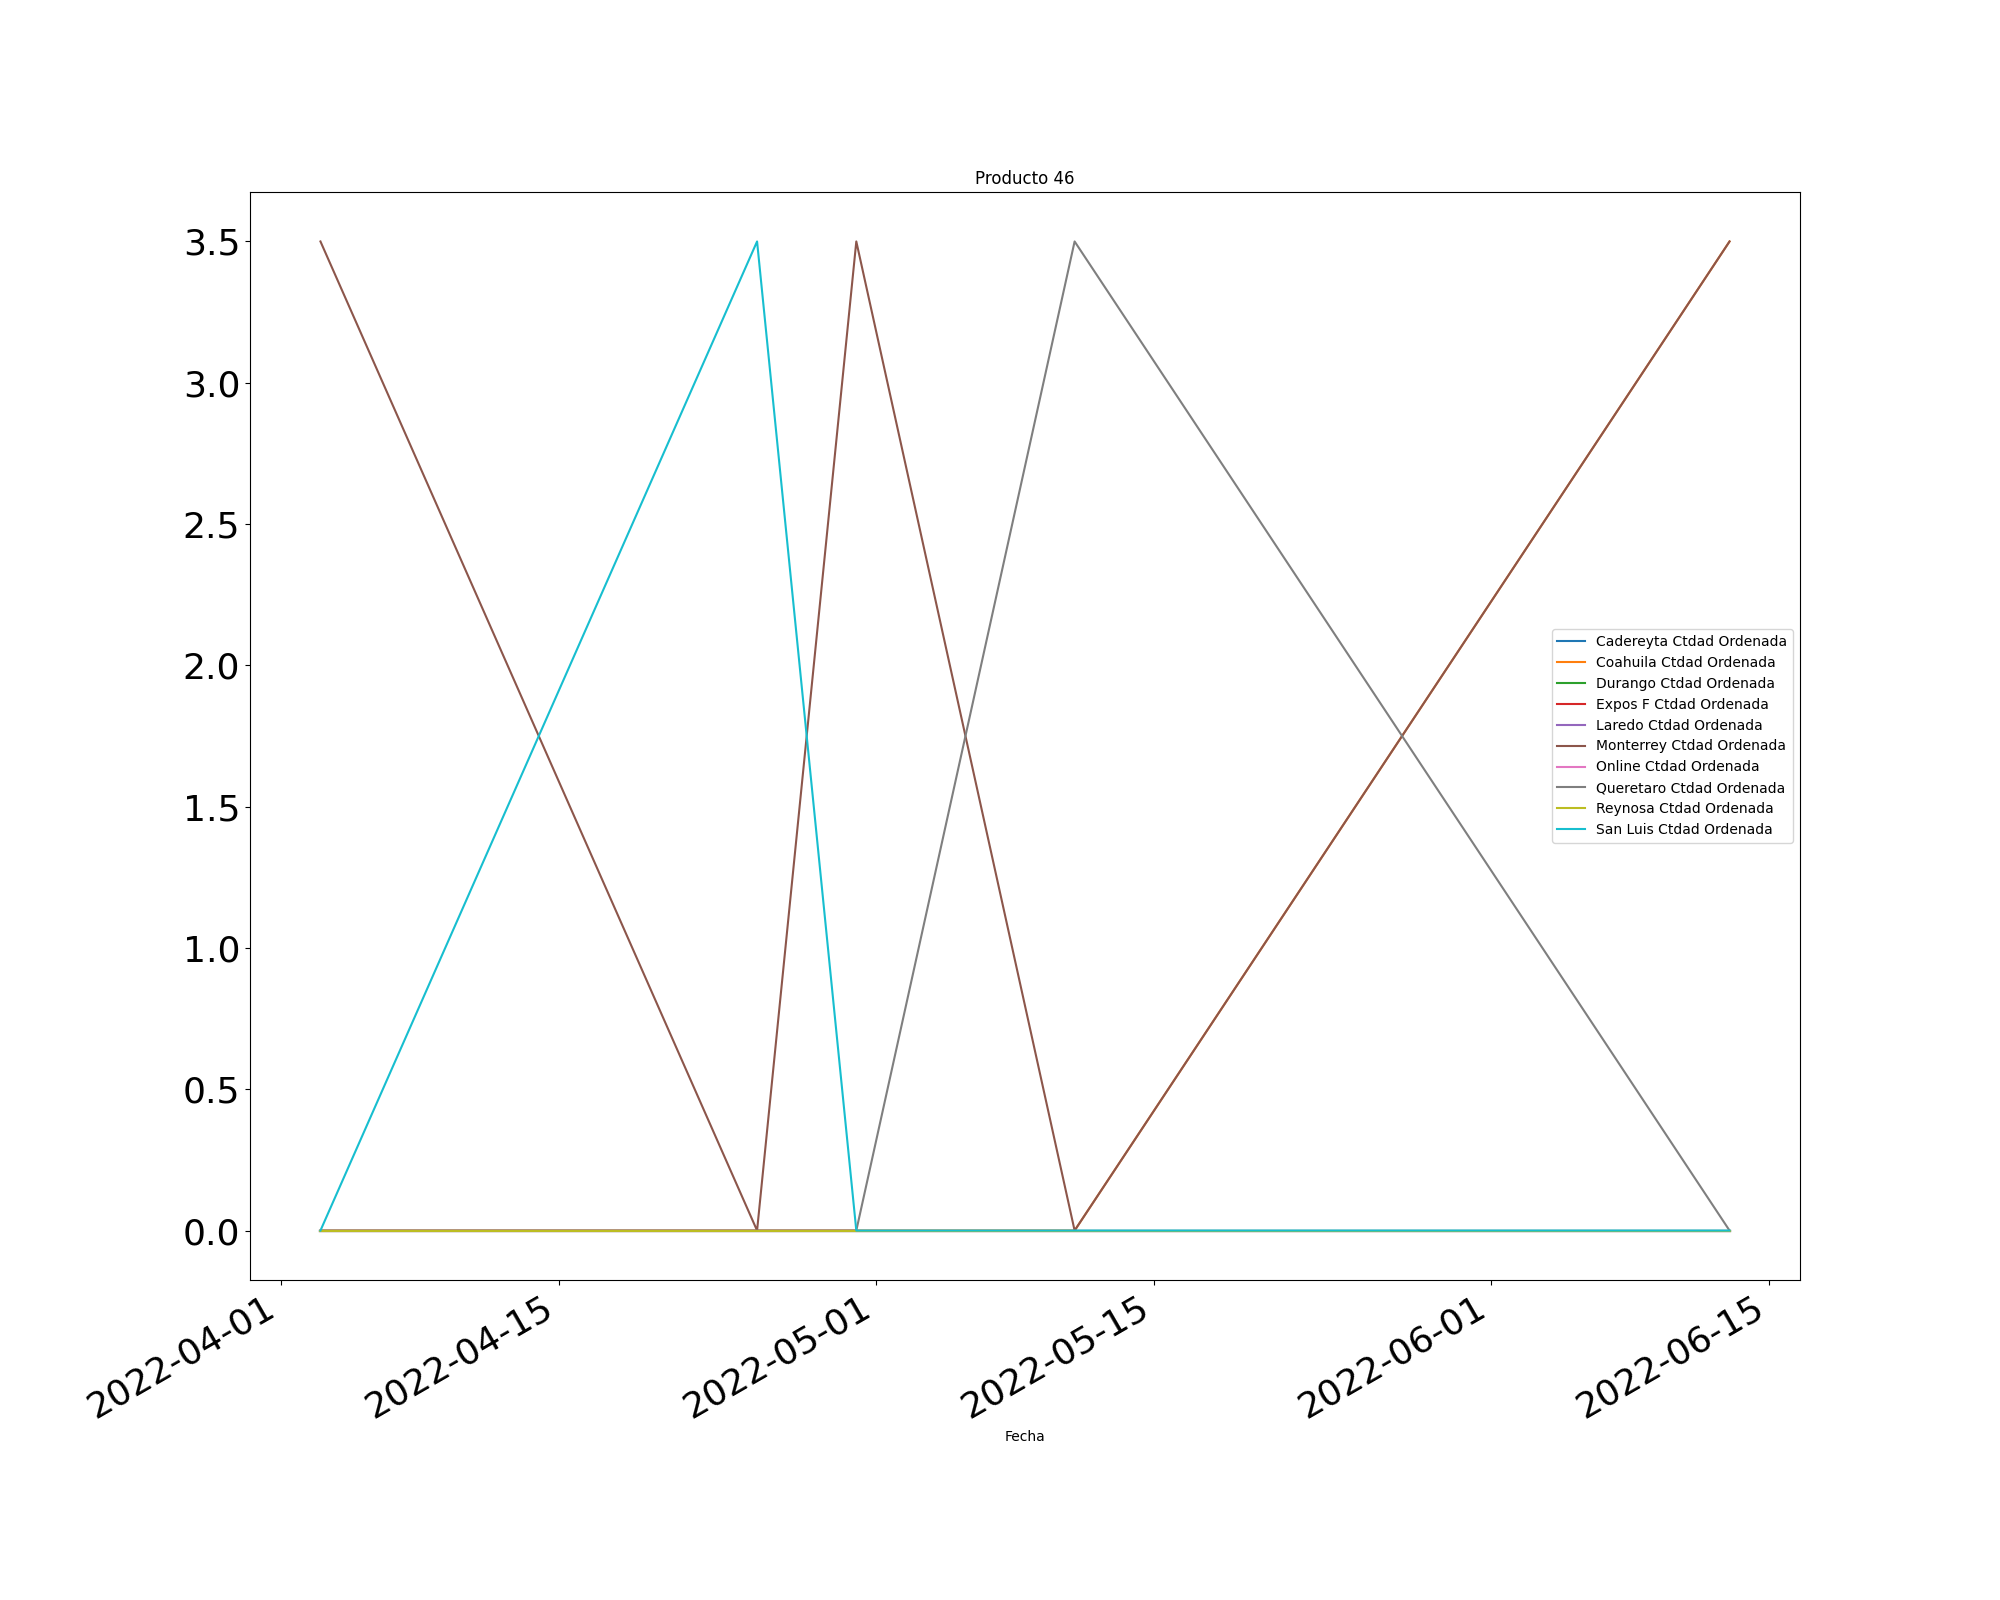 Producto 46
3.5
3.0
2.5
2.0
1.5
1.0
0.5
0.0
Cadereyta Ctdad Ordenada
Coahuila Ctdad Ordenada
Durango Ctdad Ordenada
Expos F Ctdad Ordenada
Laredo Ctdad Ordenada
Monterrey Ctdad Ordenada
Online Ctdad Ordenada
Queretaro Ctdad Ordenada
Reynosa Ctdad Ordenada
San Luis Ctdad Ordenada
2022-04-01
2022-04-15
2022-05-01
2022-05-15
2022-06-01
2022-06-15
Fecha